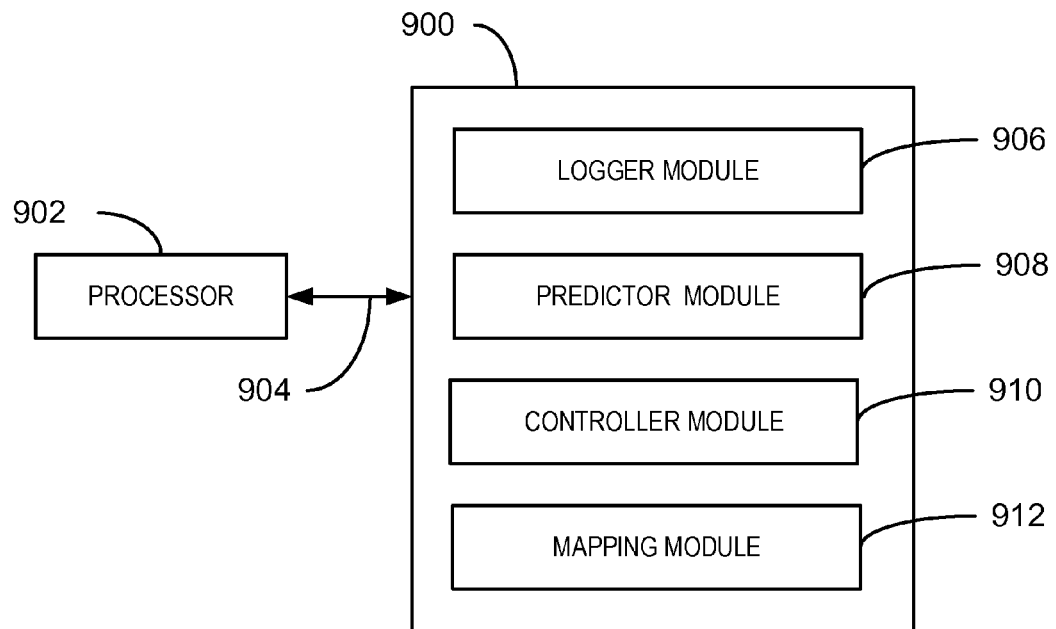 900
LOGGER MODULE
906
902
PROCESSOR
PREDICTOR MODULE
908
904
CONTROLLER MODULE
910
MAPPING MODULE
912